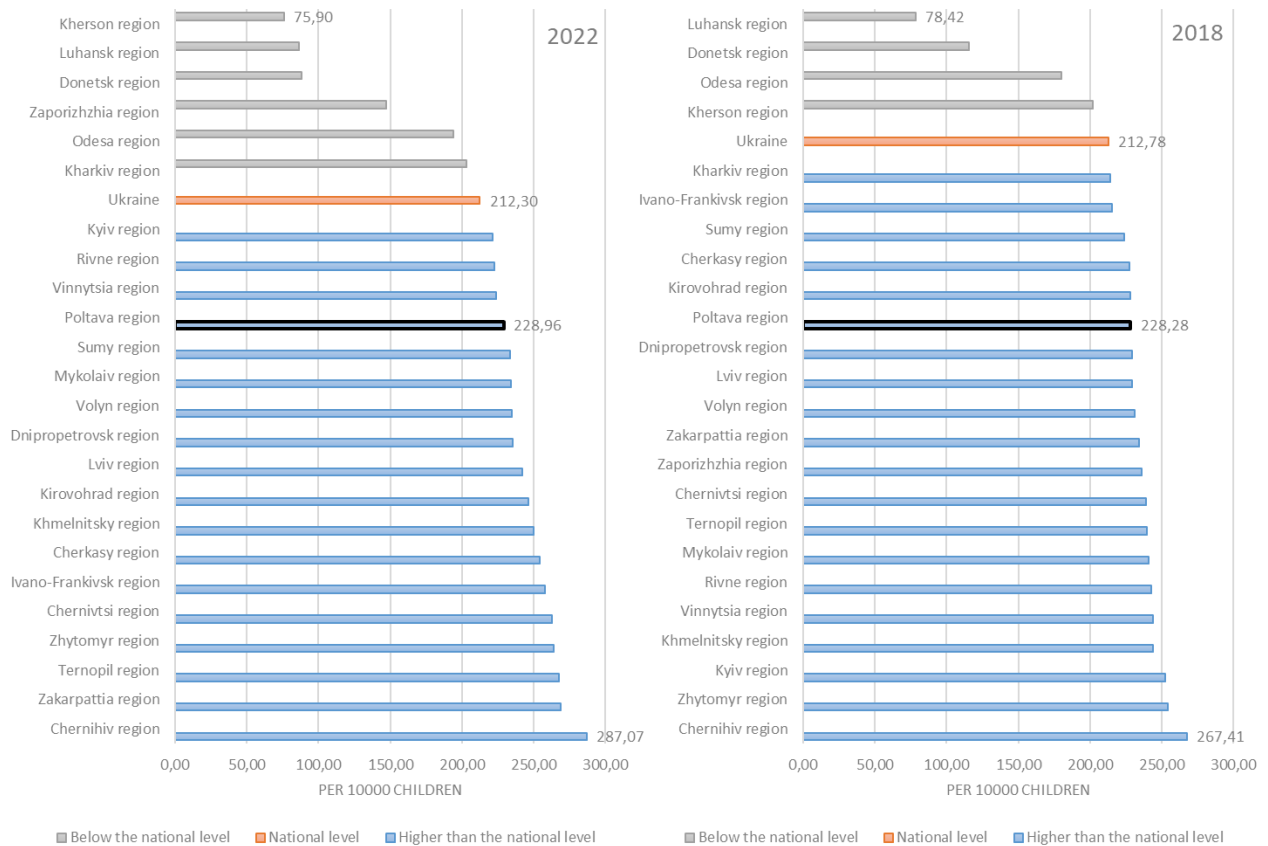 2022
Kherson region
75,90
Luhansk region
Donetsk region
Zaporizhzhia region
Odesa region
Kharkiv region
Ukraine
212,30
Kyiv region
Rivne region
Vinnytsia region
Poltava region
228,96
Sumy region
Mykolaiv region
Volyn region
Dnipropetrovsk region
Lviv region
Kirovohrad region
Khmelnitsky region
Cherkasy region
Ivano-Frankivsk region
Chernivtsi region
Zhytomyr region
Ternopil region
Zakarpattia region
Chernihiv region
287,07
0,00 50,00 100,00 150,00 200,00 250,00 300,00
PER 10000 CHILDREN
Below the national level National level Higher than the national level
2018
Luhansk region
78,42
Donetsk region
Odesa region
Kherson region
Ukraine
212,78
Kharkiv region
Ivano-Frankivsk region
Sumy region
Cherkasy region
Kirovohrad region
Poltava region
228,28
Dnipropetrovsk region
Lviv region
Volyn region
Zakarpattia region
Zaporizhzhia region
Chernivtsi region
Ternopil region
Mykolaiv region
Rivne region
Vinnytsia region
Khmelnitsky region
Kyiv region
Zhytomyr region
Chernihiv region
267,41
0,00 50,00 100,00 150,00 200,00 250,00 300,00
PER 10000 CHILDREN
Below the national level National level Higher than the national level